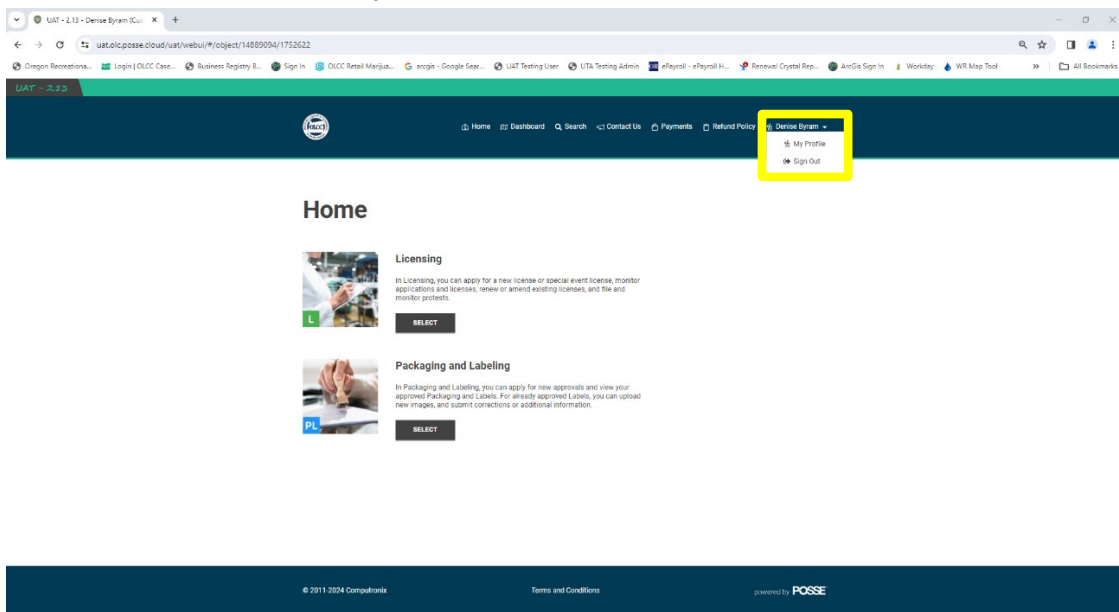 UAT - 2.13 - Denise Byram (Cus
uat.olc.posse.cloud/uat/webui/#/object/14889094/1752622
Oregon Recreationa... Login | OLCC Case... Business Registry B... Sign In OLCC Retail Marijua... arcgis - Google Sear... UAT Testing User UTA Testing Admin ePayroll - ePayroll H... Renewal Crystal Rep... ArcGis Sign In Workday WR Map Tool » All Bookmarks
UAT - 2.13
OLCC Home Dashboard Search Contact Us Payments Refund Policy Denise Byram
My Profile
Sign Out
Home
Licensing
In Licensing, you can apply for a new license or special event license, monitor
applications and licenses, renew or amend existing licenses, and file and
monitor protests.
L
SELECT
Packaging and Labeling
In Packaging and Labeling, you can apply for new approvals and view your
approved Packaging and Labels. For already approved Labels, you can upload
new images, and submit corrections or additional information.
PL
SELECT
© 2011-2024 Computronix Terms and Conditions powered by POSSE